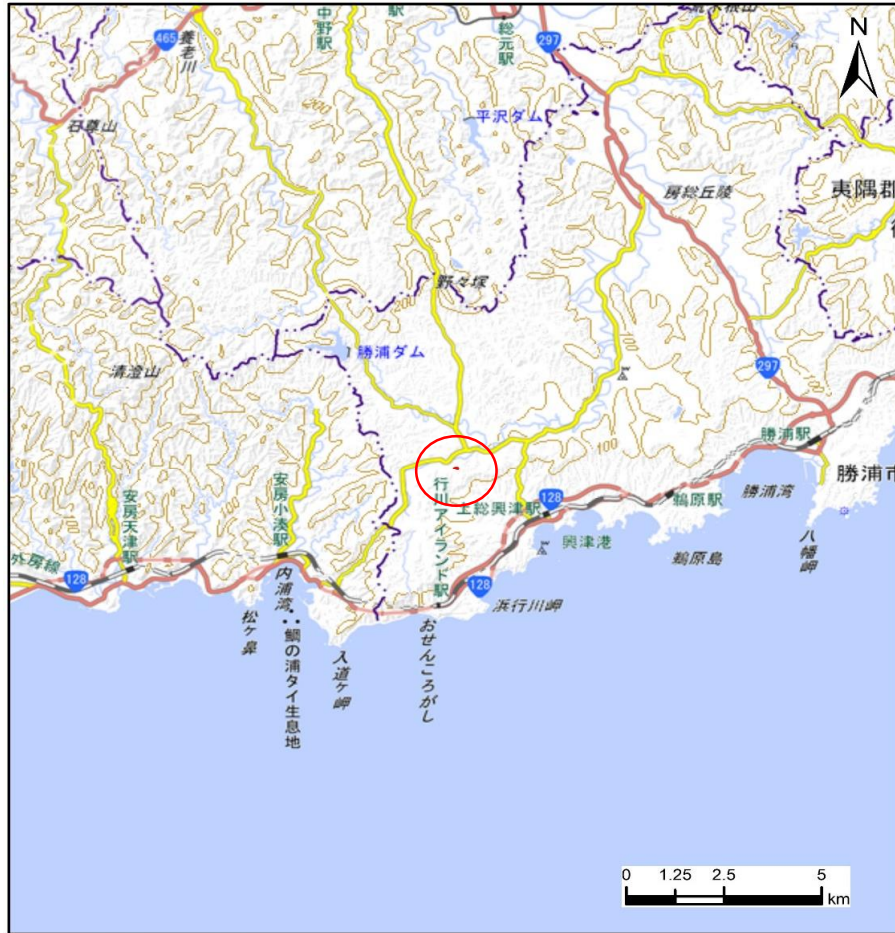 465
養老川
中野駅
駅
総元駅
297
N
石尊山
200
平沢ダム
房総丘陵
夷隅郡
野々塚
200
勝浦ダム
100
清澄山
297
100
勝浦駅
勝浦市
行川アイランド駅
上総興津駅
128
鵜原駅
勝浦湾
八幡岬
安房天津駅
安房小湊駅
興津港
鵜原島
外房線
128
内浦湾
128
浜行川岬
松ヶ鼻
鯛の浦タイ生息地
入道ヶ岬
おせんころがし
0 1.25 2.5 5
km